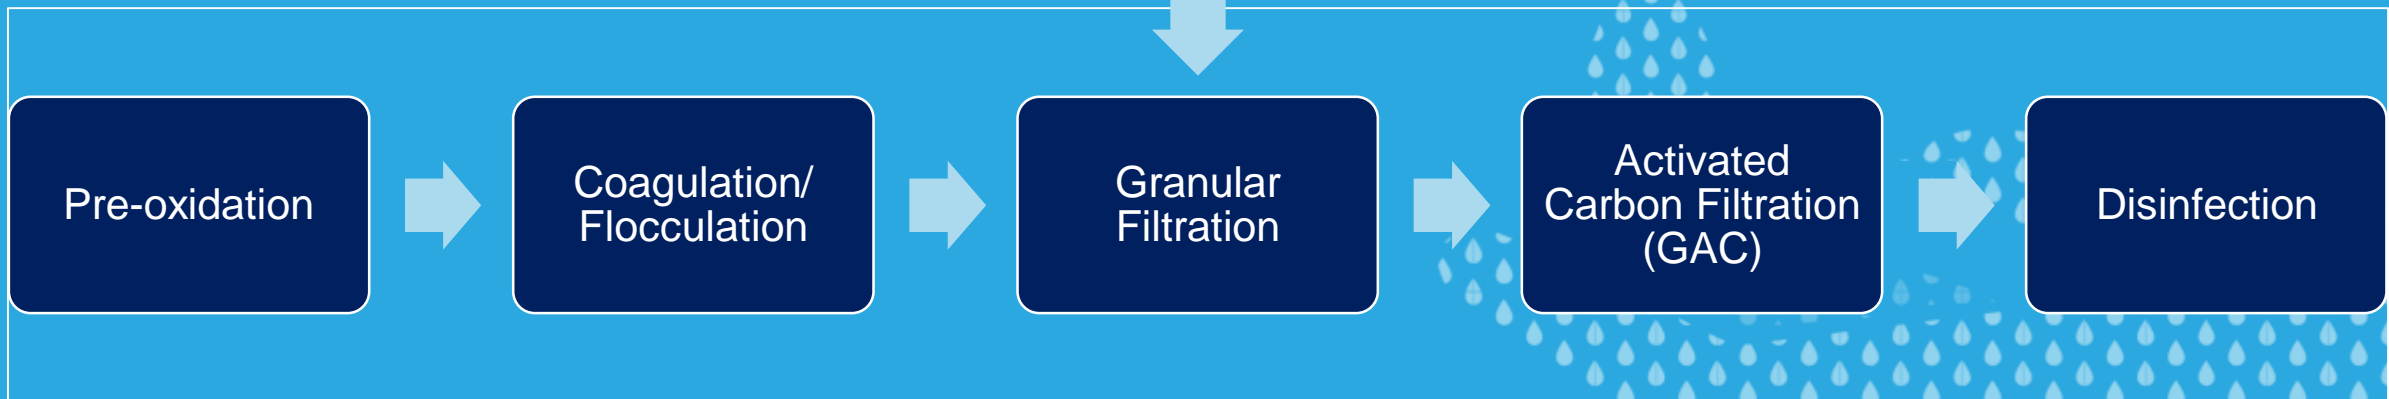 Pre-oxidation
Coagulation/
Flocculation
Granular
Filtration
Activated
Carbon Filtration
(GAC)
Disinfection